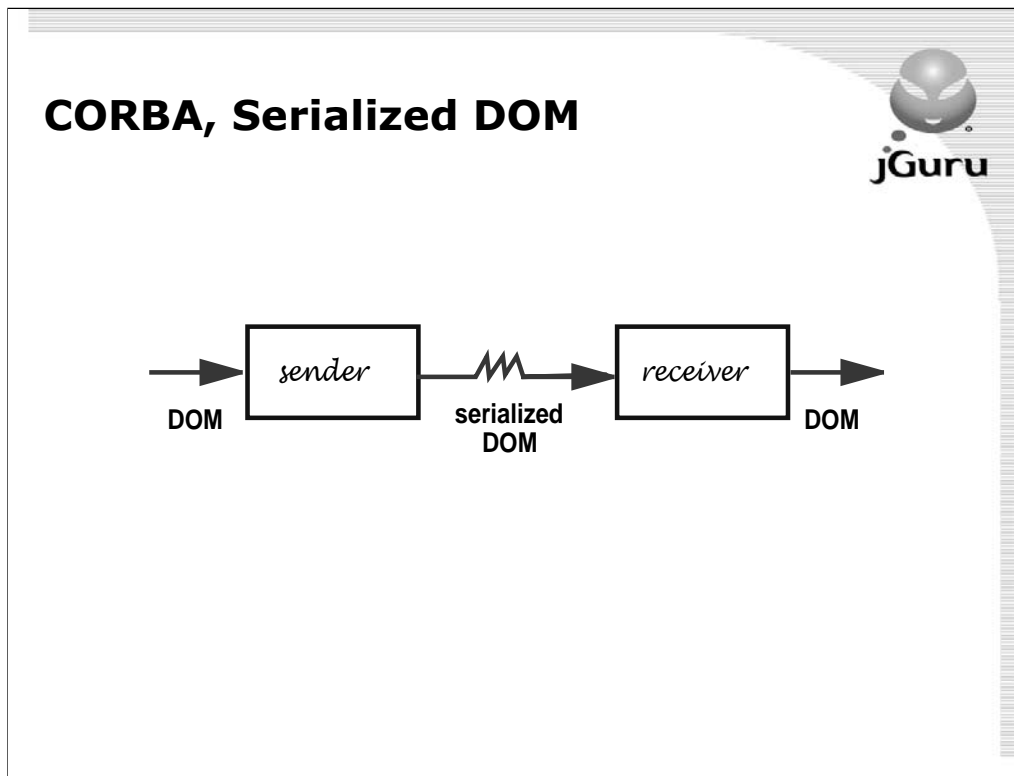 CORBA, Serialized DOM
jGuru
sender
receiver
DOM
serialized
DOM
DOM